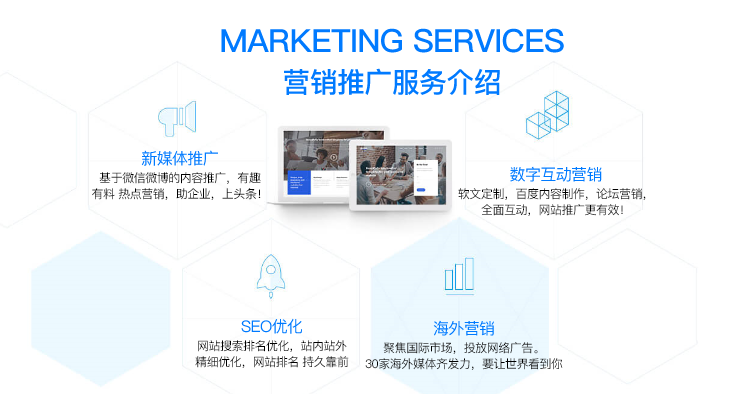 MARKETING SERVICES
营销推广服务介绍
新媒体推广
基于微信微博的内容推广，有趣
有料 热点营销，助企业，上头条！
数字互动营销
软文定制，百度内容制作，论坛营销，
全面互动，网站推广更有效！
SEO优化
网站搜索排名优化，站内站外
精细优化，网站排名 持久靠前
海外营销
聚焦国际市场，投放网络广告。
30家海外媒体齐发力，要让世界看到你